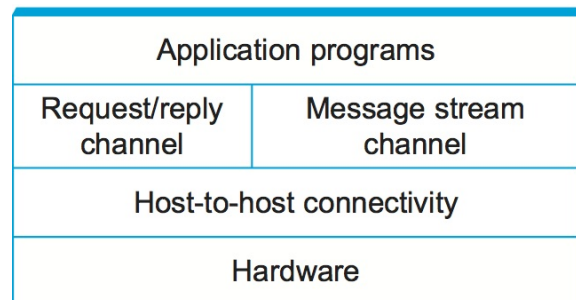 Application programs
Request/reply
channel
Message stream
channel
Host-to-host connectivity
Hardware